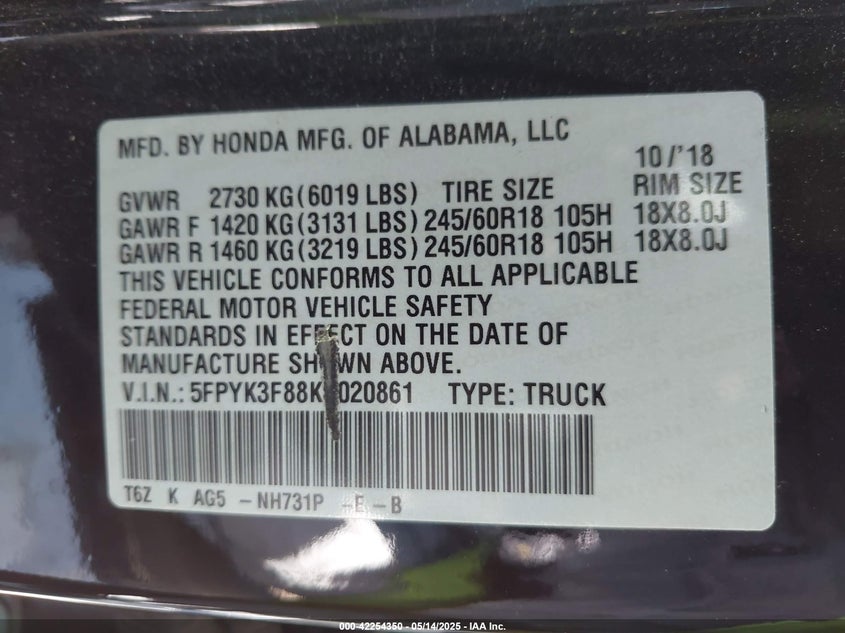 MFD. BY HONDA MFG. OF ALABAMA, LLC
10/'18
GVWR 2730 KG(6019 LBS) TIRE SIZE RIM SIZE
GAWR F 1420 KG(3131 LBS) 245/60R18 105H 18X8.0J
GAWR R 1460 KG(3219 LBS) 245/60R18 105H 18X8.0J
THIS VEHICLE CONFORMS TO ALL APPLICABLE
FEDERAL MOTOR VEHICLE SAFETY
STANDARDS IN EFFECT ON THE DATE OF
MANUFACTURE SHOWN ABOVE.
V.I.N.: TYPE: TRUCK
T6Z K AG5 - NH731P - E - B
000-42254350 - 05/14/2025 - IAA Inc.